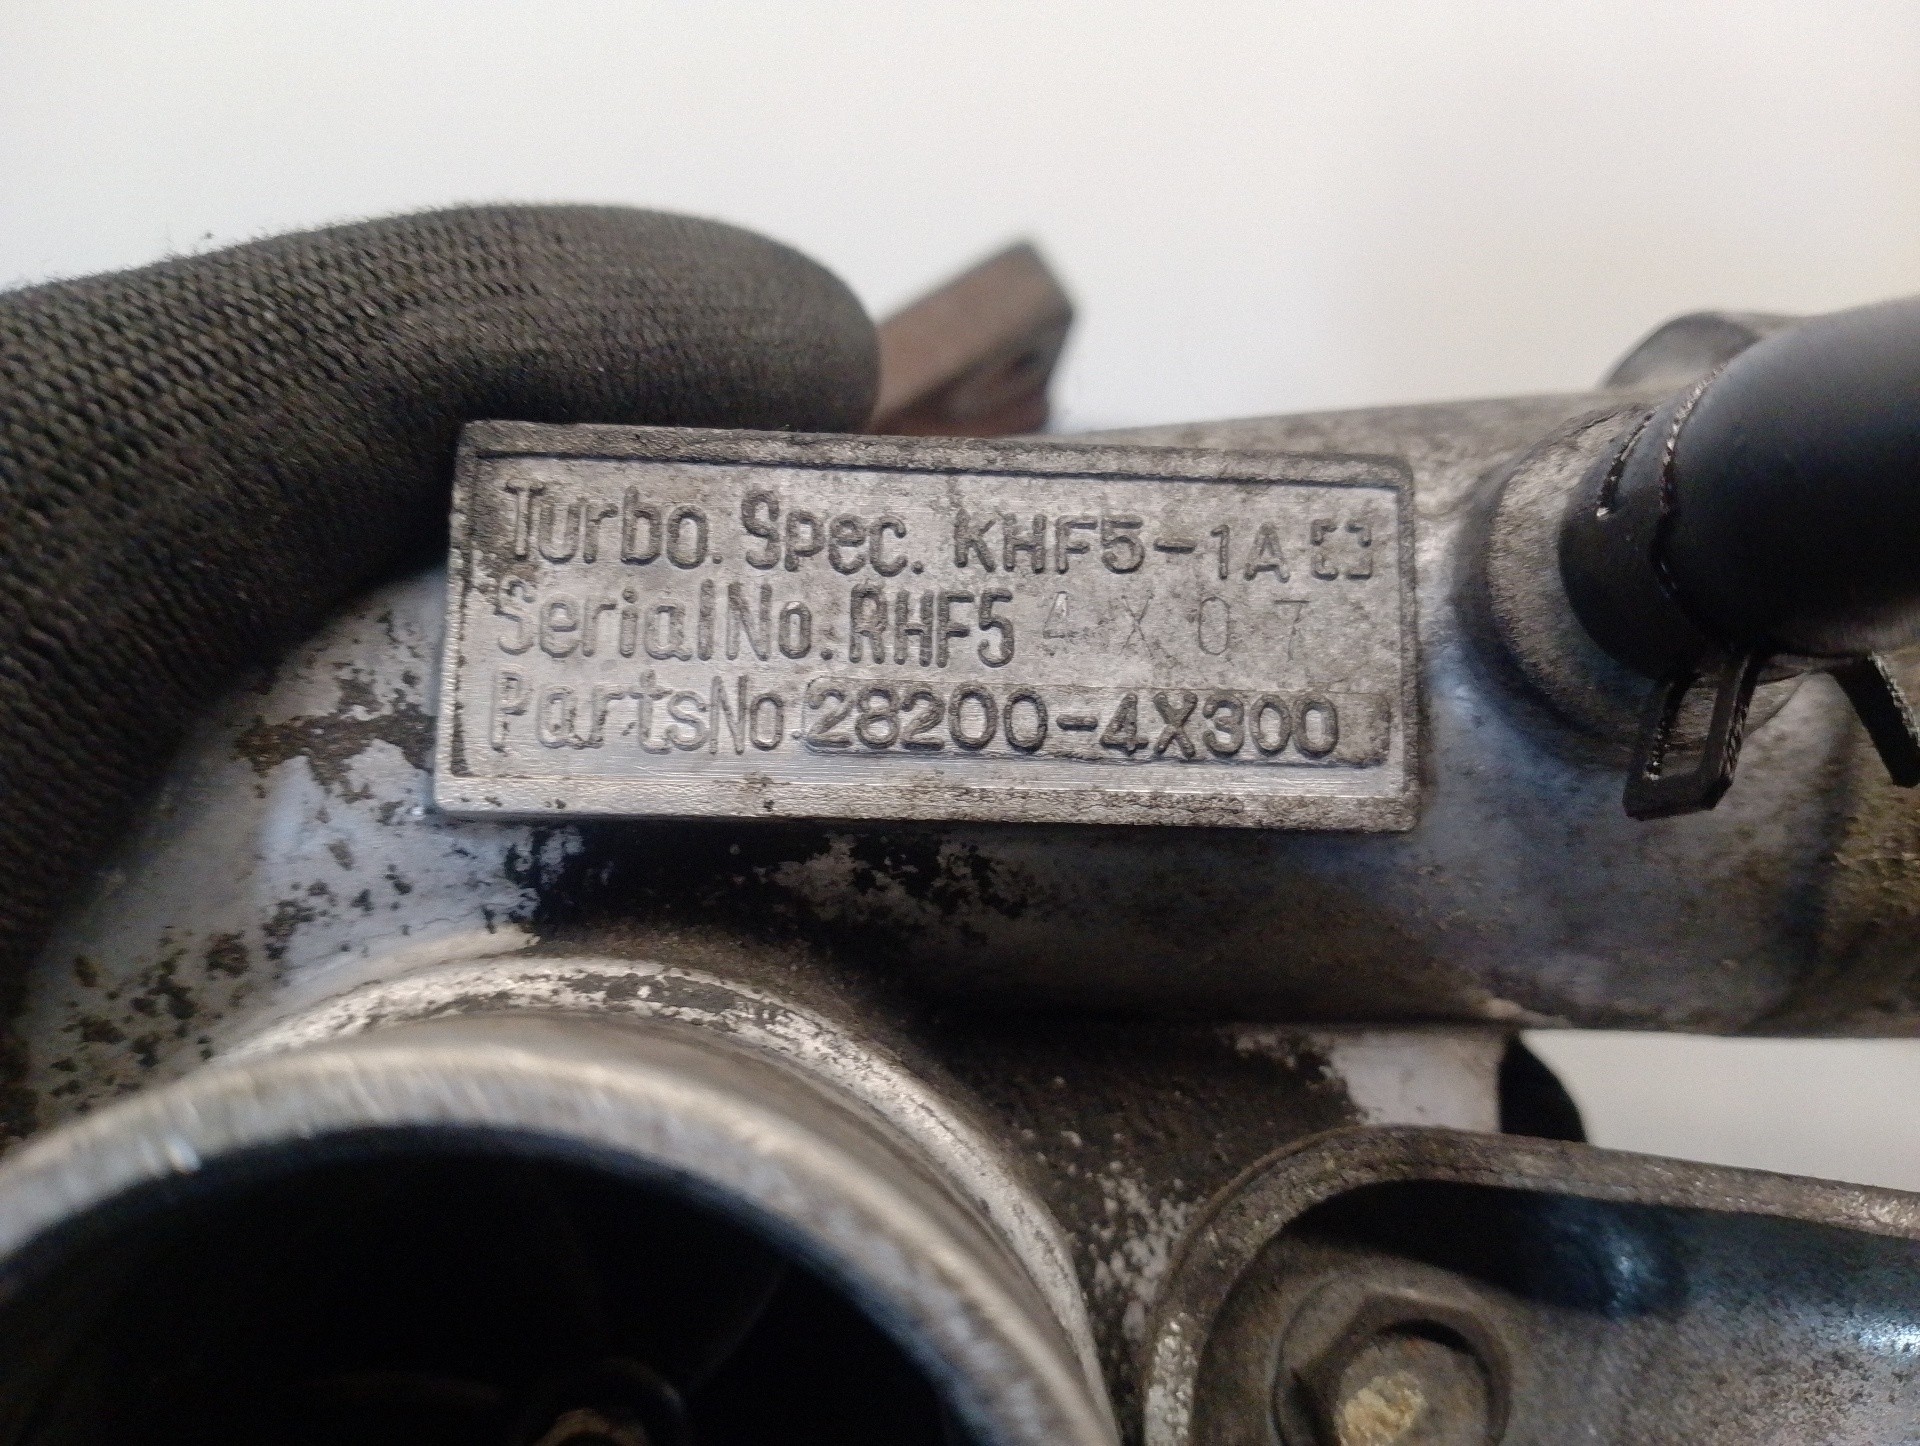 Turbo. Spec. KHF5-1A
Serial No. RHF5 4X07
Parts No. 28200-4X300